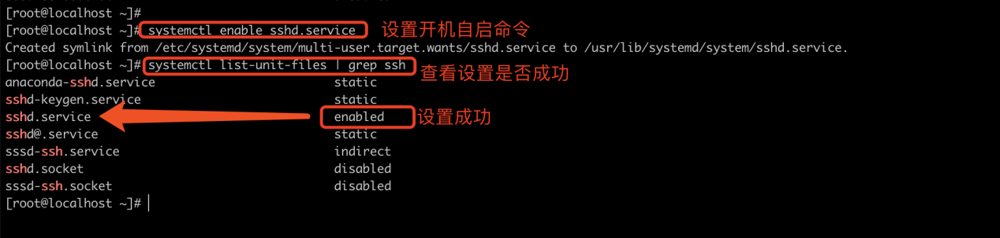 [root@localhost ~]#
[root@localhost ~]# systemctl enable sshd.service 设置开机自启命令
Created symlink from /etc/systemd/system/multi-user.target.wants/sshd.service to /usr/lib/systemd/system/sshd.service.
[root@localhost ~]# systemctl list-unit-files | grep ssh 查看设置是否成功
anaconda-sshd.service static
sshd-keygen.service static
sshd.service enabled 设置成功
sshd@.service static
sssd-ssh.service indirect
sshd.socket disabled
sssd-ssh.socket disabled
[root@localhost ~]#